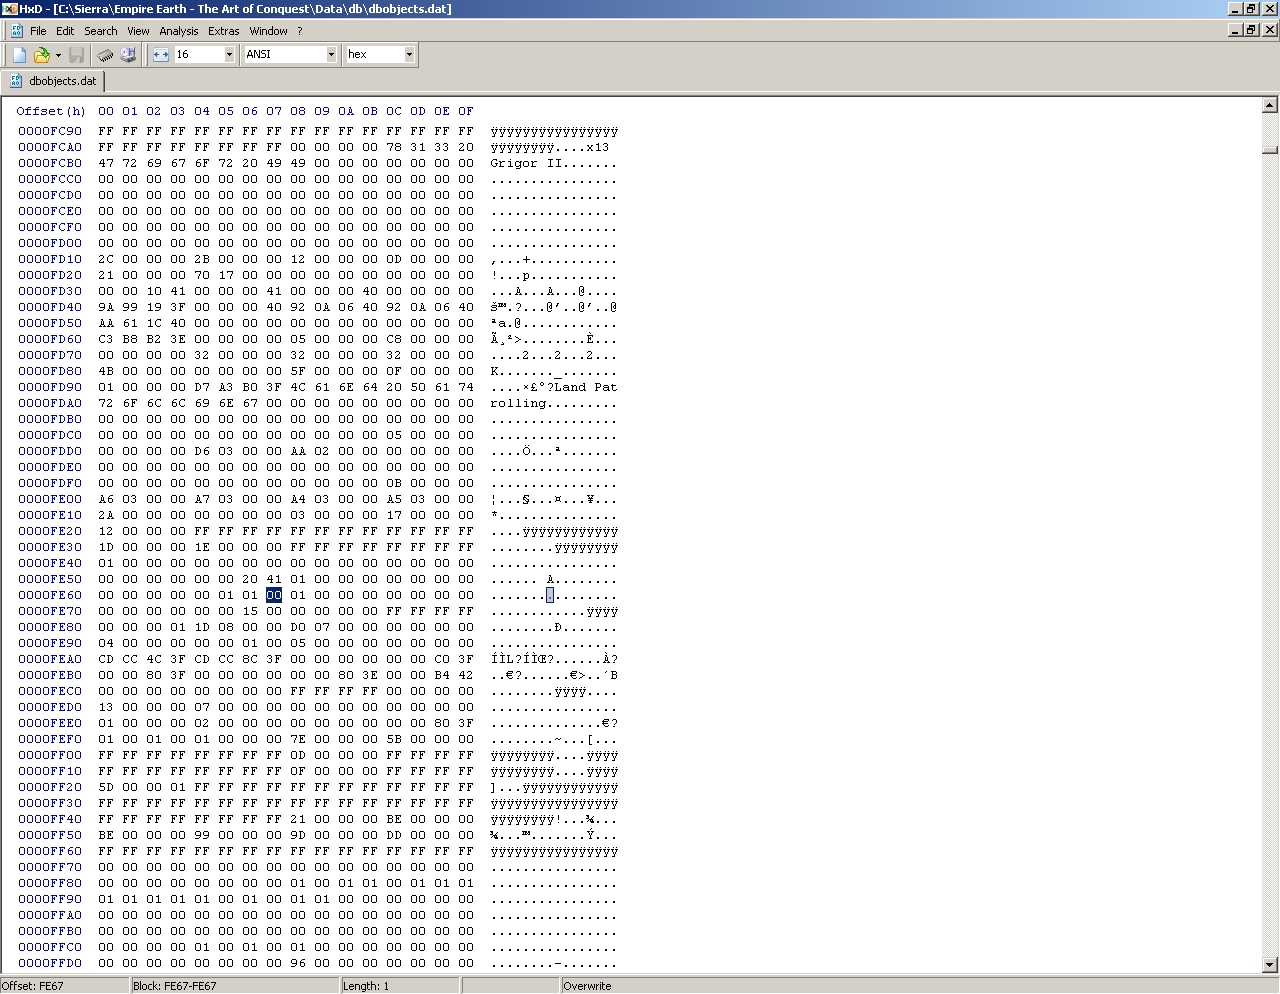 HxD - [C:\Sierra\Empire Earth - The Art of Conquest\Data\db\dbobjects.dat]
File Edit Search View Analysis Extras Window ?
16 ANSI hex
dbobjects.dat
Offset(h) 00 01 02 03 04 05 06 07 08 09 0A 0B 0C 0D 0E 0F
0000FC90 FF FF FF FF FF FF FF FF FF FF FF FF FF FF FF FF ÿÿÿÿÿÿÿÿÿÿÿÿÿÿÿÿ
0000FCA0 FF FF FF FF FF FF FF FF 00 00 00 00 78 31 33 20 ÿÿÿÿÿÿÿÿ....x13
0000FCB0 47 72 69 67 6F 72 20 49 49 00 00 00 00 00 00 00 Grigor II.......
0000FCC0 00 00 00 00 00 00 00 00 00 00 00 00 00 00 00 00 ................
0000FCD0 00 00 00 00 00 00 00 00 00 00 00 00 00 00 00 00 ................
0000FCE0 00 00 00 00 00 00 00 00 00 00 00 00 00 00 00 00 ................
0000FCF0 00 00 00 00 00 00 00 00 00 00 00 00 00 00 00 00 ................
0000FD00 00 00 00 00 00 00 00 00 00 00 00 00 00 00 00 00 ................
0000FD10 2C 00 00 00 2B 00 00 00 12 00 00 00 0D 00 00 00 ,...+...........
0000FD20 21 00 00 00 70 17 00 00 00 00 00 00 00 00 00 00 !...p...........
0000FD30 00 00 10 41 00 00 00 41 00 00 00 40 00 00 00 00 ...A...A...@....
0000FD40 9A 99 19 3F 00 00 00 40 92 0A 06 40 92 0A 06 40 š™.?...@’..@’..@
0000FD50 AA 61 1C 40 00 00 00 00 00 00 00 00 00 00 00 00 ªa.@............
0000FD60 C3 B8 B2 3E 00 00 00 00 05 00 00 00 C8 00 00 00 Ã¸²>........È...
0000FD70 00 00 00 00 32 00 00 00 32 00 00 00 32 00 00 00 ....2...2...2...
0000FD80 4B 00 00 00 00 00 00 00 5F 00 00 00 0F 00 00 00 K......._.......
0000FD90 01 00 00 00 D7 A3 B0 3F 4C 61 6E 64 20 50 61 74 ....×£°?Land Pat
0000FDA0 72 6F 6C 6C 69 6E 67 00 00 00 00 00 00 00 00 00 rolling.........
0000FDB0 00 00 00 00 00 00 00 00 00 00 00 00 00 00 00 00 ................
0000FDC0 00 00 00 00 00 00 00 00 00 00 00 00 05 00 00 00 ................
0000FDD0 00 00 00 00 D6 03 00 00 AA 02 00 00 00 00 00 00 ....Ö...ª.......
0000FDE0 00 00 00 00 00 00 00 00 00 00 00 00 00 00 00 00 ................
0000FDF0 00 00 00 00 00 00 00 00 00 00 00 00 0B 00 00 00 ................
0000FE00 A6 03 00 00 A7 03 00 00 A4 03 00 00 A5 03 00 00 ¦...§...¤...¥...
0000FE10 2A 00 00 00 00 00 00 00 03 00 00 00 17 00 00 00 *...............
0000FE20 12 00 00 00 FF FF FF FF FF FF FF FF FF FF FF FF ....ÿÿÿÿÿÿÿÿÿÿÿÿ
0000FE30 1D 00 00 00 1E 00 00 00 FF FF FF FF FF FF FF FF ........ÿÿÿÿÿÿÿÿ
0000FE40 01 00 00 00 00 00 00 00 00 00 00 00 00 00 00 00 ................
0000FE50 00 00 00 00 00 00 20 41 01 00 00 00 00 00 00 00 ...... A........
0000FE60 00 00 00 00 00 01 01 00 01 00 00 00 00 00 00 00 ................
0000FE70 00 00 00 00 00 00 15 00 00 00 00 00 FF FF FF FF ............ÿÿÿÿ
0000FE80 00 00 00 01 1D 08 00 00 D0 07 00 00 00 00 00 00 ........Ð.......
0000FE90 04 00 00 00 00 00 01 00 05 00 00 00 00 00 00 00 ................
0000FEA0 CD CC 4C 3F CD CC 8C 3F 00 00 00 00 00 00 C0 3F ÍÌL?ÍÌŒ?......À?
0000FEB0 00 00 80 3F 00 00 00 00 00 00 80 3E 00 00 B4 42 ..€?......€>..´B
0000FEC0 00 00 00 00 00 00 00 00 FF FF FF FF 00 00 00 00 ........ÿÿÿÿ....
0000FED0 13 00 00 00 07 00 00 00 00 00 00 00 00 00 00 00 ................
0000FEE0 01 00 00 00 02 00 00 00 00 00 00 00 00 00 80 3F ..............€?
0000FEF0 01 00 01 00 01 00 00 00 7E 00 00 00 5B 00 00 00 ........~...[...
0000FF00 FF FF FF FF FF FF FF FF 0D 00 00 00 FF FF FF FF ÿÿÿÿÿÿÿÿ....ÿÿÿÿ
0000FF10 FF FF FF FF FF FF FF FF 0F 00 00 00 FF FF FF FF ÿÿÿÿÿÿÿÿ....ÿÿÿÿ
0000FF20 5D 00 00 01 FF FF FF FF FF FF FF FF FF FF FF FF ]...ÿÿÿÿÿÿÿÿÿÿÿÿ
0000FF30 FF FF FF FF FF FF FF FF FF FF FF FF FF FF FF FF ÿÿÿÿÿÿÿÿÿÿÿÿÿÿÿÿ
0000FF40 FF FF FF FF FF FF FF FF 21 00 00 00 BE 00 00 00 ÿÿÿÿÿÿÿÿ!...¾...
0000FF50 BE 00 00 00 99 00 00 00 9D 00 00 00 DD 00 00 00 ¾...™.......Ý...
0000FF60 FF FF FF FF FF FF FF FF FF FF FF FF FF FF FF FF ÿÿÿÿÿÿÿÿÿÿÿÿÿÿÿÿ
0000FF70 00 00 00 00 00 00 00 00 00 00 00 00 00 00 00 00 ................
0000FF80 00 00 00 00 00 00 00 00 01 00 01 01 00 01 01 01 ................
0000FF90 01 01 01 01 01 00 01 00 01 01 00 00 00 00 00 00 ................
0000FFA0 00 00 00 00 00 00 00 00 00 00 00 00 00 00 00 00 ................
0000FFB0 00 00 00 00 00 00 00 00 00 00 00 00 00 00 00 00 ................
0000FFC0 00 00 00 00 01 00 01 00 01 00 00 00 00 00 00 00 ................
0000FFD0 00 00 00 00 00 00 00 00 96 00 00 00 00 00 00 00 ........–.......
Offset: FE67 Block: FE67-FE67 Length: 1 Overwrite